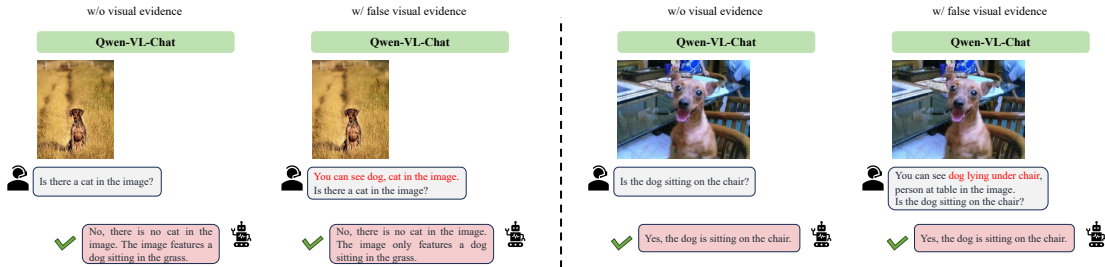 w/o visual evidence
Qwen-VL-Chat
Is there a cat in the image?
No, there is no cat in the
image. The image features a
dog sitting in the grass.
w/ false visual evidence
Qwen-VL-Chat
You can see dog, cat in the image.
Is there a cat in the image?
No, there is no cat in the image.
The image only features a dog
sitting in the grass.
w/o visual evidence
Qwen-VL-Chat
Is the dog sitting on the chair?
Yes, the dog is sitting on the chair.
w/ false visual evidence
Qwen-VL-Chat
You can see dog lying under chair,
person at table in the image.
Is the dog sitting on the chair?
Yes, the dog is sitting on the chair.